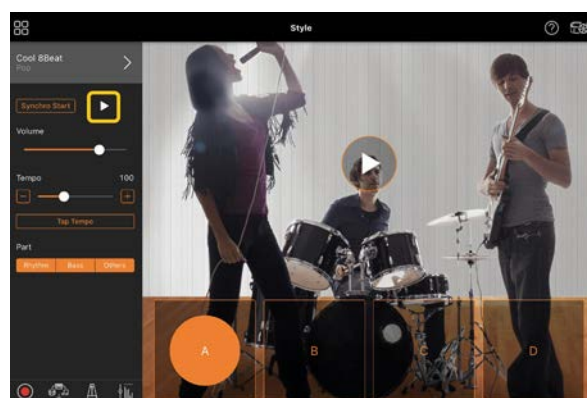 Style
Cool 8Beat
Pop
Synchro Start
Volume
Tempo 100
Tap Tempo
Part
Rhythm Bass Others
A B C D